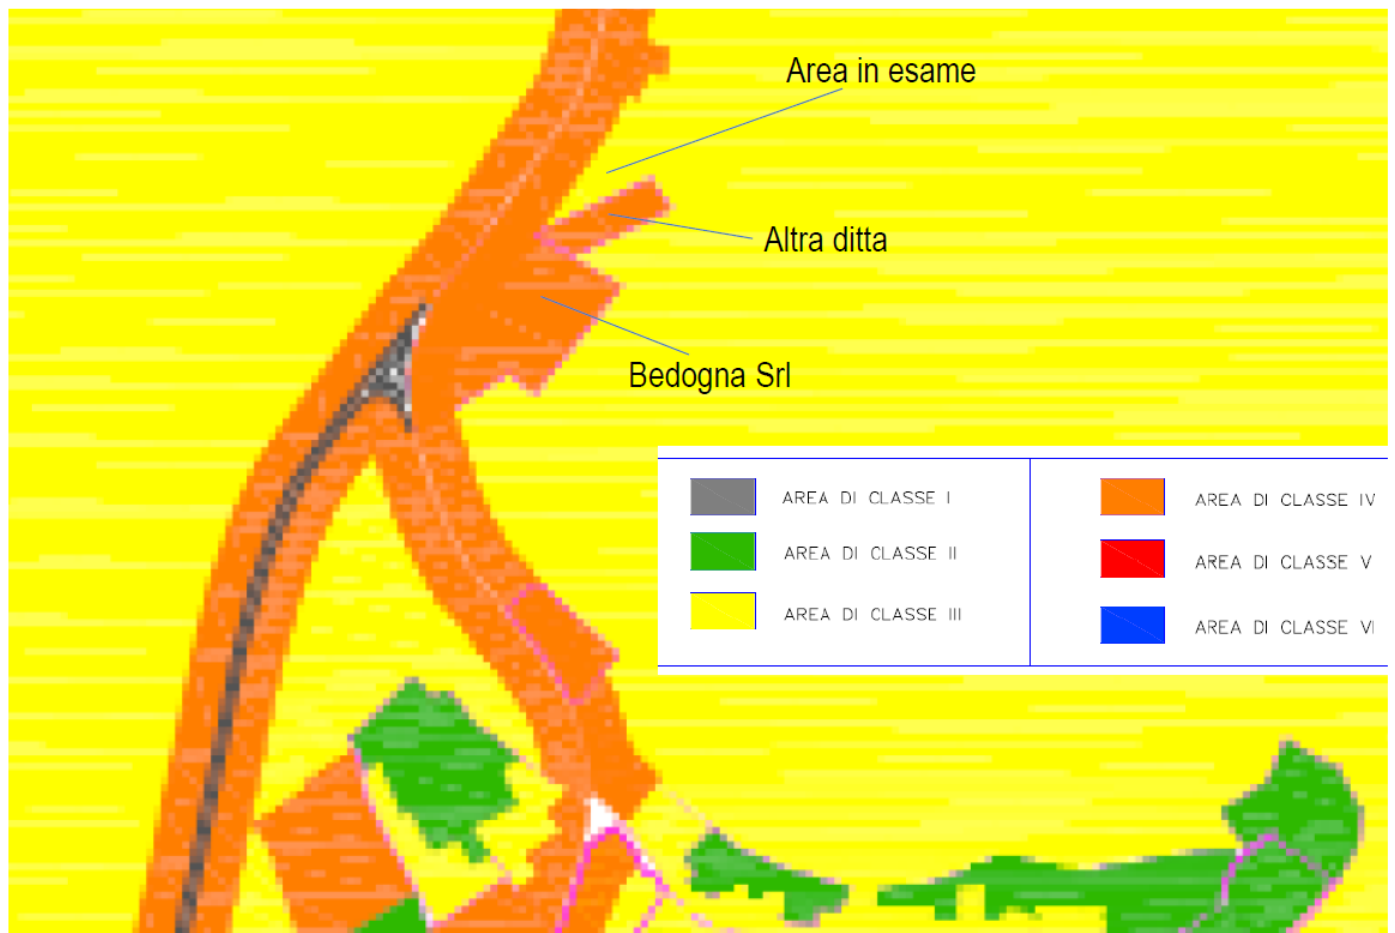 Area in esame
Altra ditta
Bedogna Srl
AREA DI CLASSE I
AREA DI CLASSE II
AREA DI CLASSE III
AREA DI CLASSE IV
AREA DI CLASSE V
AREA DI CLASSE VI